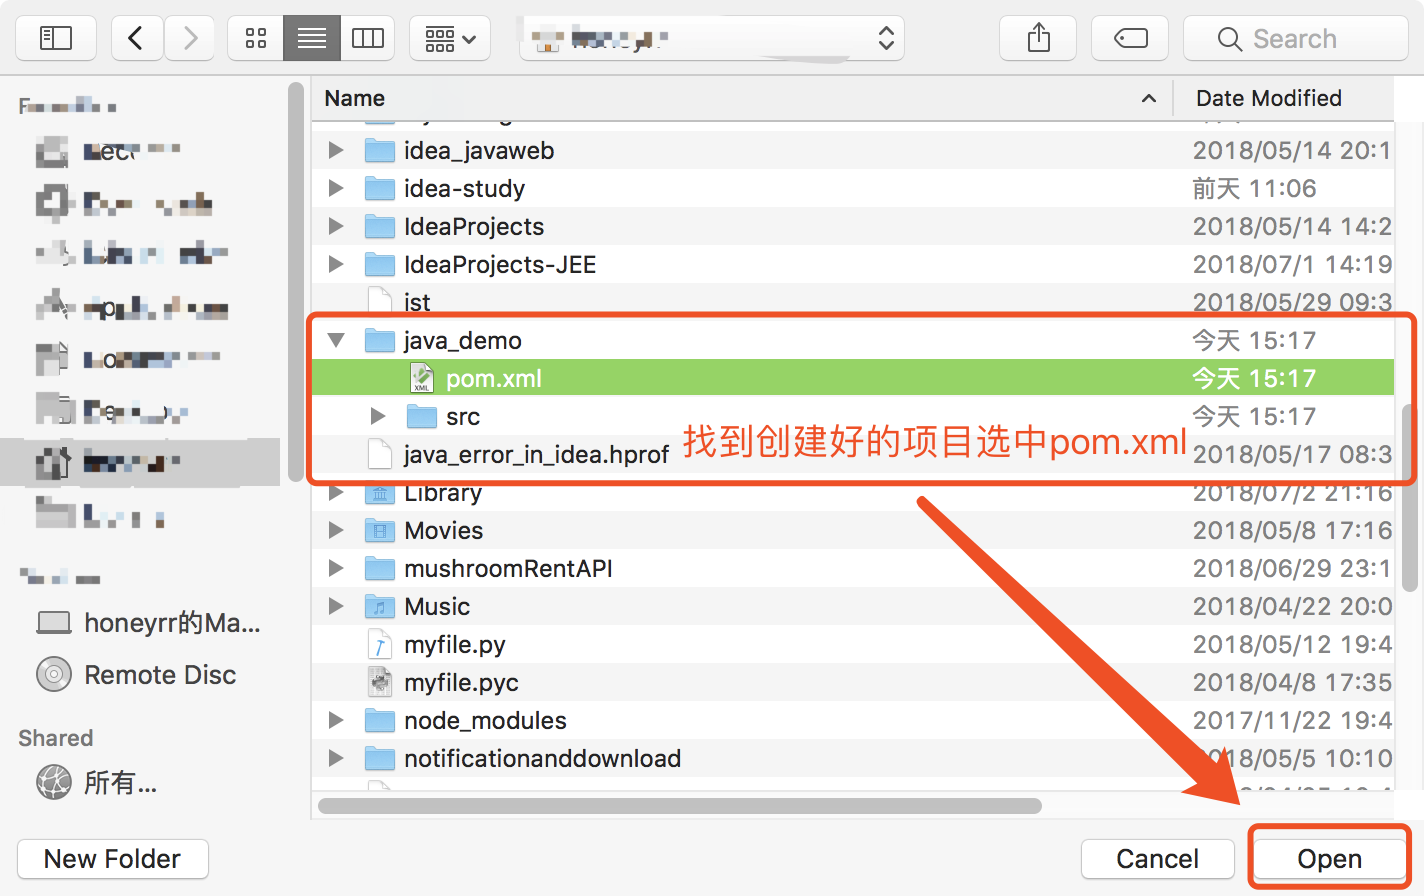 Search
Name
Date Modified
idea_javaweb 2018/05/14 20:1
idea-study 前天 11:06
IdeaProjects 2018/05/14 14:2
IdeaProjects-JEE 2018/07/1 14:19
ist 2018/05/29 09:3
java_demo 今天 15:17
XML pom.xml 今天 15:17
src 今天 15:17
找到创建好的项目选中pom.xml
java_error_in_idea.hprof 2018/05/17 08:3
Library 2018/07/2 21:16
Movies 2018/05/8 17:16
mushroomRentAPI 2018/06/29 23:1
Music 2018/04/22 20:0
myfile.py 2018/05/12 19:4
myfile.pyc 2018/04/8 17:35
node_modules 2017/11/22 19:4
notificationanddownload 2018/05/5 10:10
honeyrr的Ma...
Remote Disc
Shared
所有...
New Folder
Cancel
Open